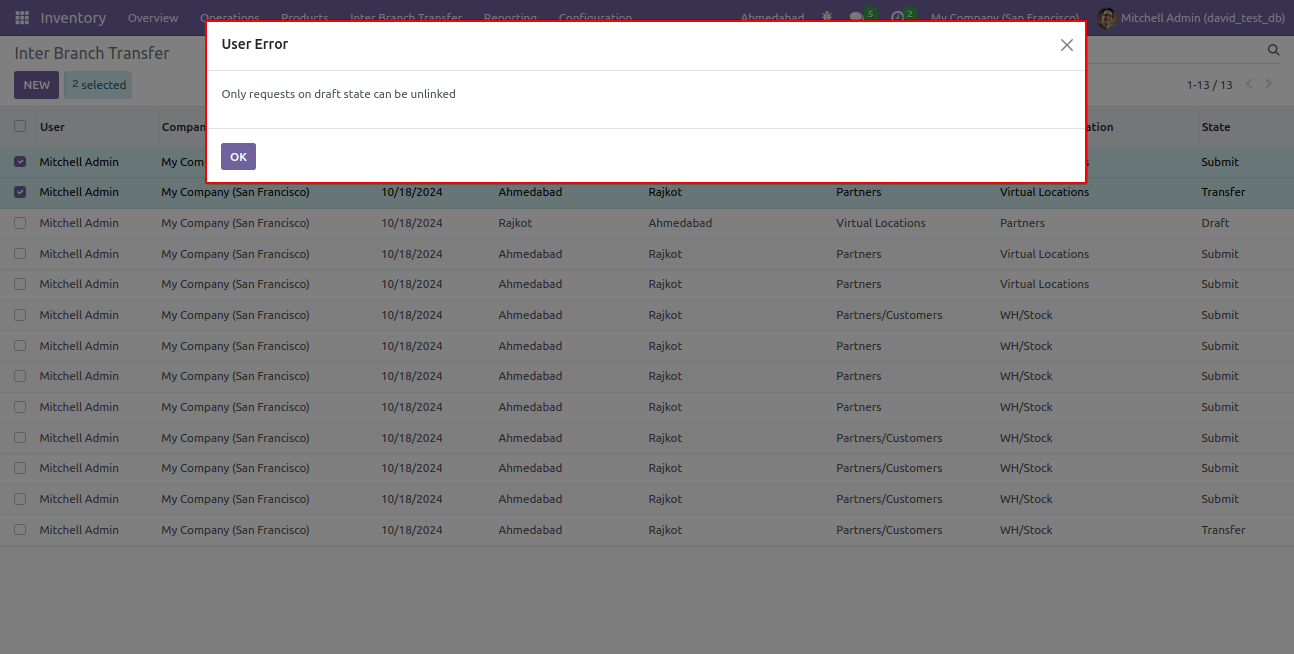 Inventory Overview Operations Products Inter Branch Transfer Reporting Configuration Ahmedabad 5 2 My Company (San Francisco) Mitchell Admin (david_test_db)
User Error
Inter Branch Transfer
NEW 2 selected 1-13 / 13
Only requests on draft state can be unlinked
User Compan ation State
OK
Mitchell Admin My Com s Submit
Mitchell Admin My Company (San Francisco) 10/18/2024 Ahmedabad Rajkot Partners Virtual Locations Transfer
Mitchell Admin My Company (San Francisco) 10/18/2024 Rajkot Ahmedabad Virtual Locations Partners Draft
Mitchell Admin My Company (San Francisco) 10/18/2024 Ahmedabad Rajkot Partners Virtual Locations Submit
Mitchell Admin My Company (San Francisco) 10/18/2024 Ahmedabad Rajkot Partners Virtual Locations Submit
Mitchell Admin My Company (San Francisco) 10/18/2024 Ahmedabad Rajkot Partners/Customers WH/Stock Submit
Mitchell Admin My Company (San Francisco) 10/18/2024 Ahmedabad Rajkot Partners WH/Stock Submit
Mitchell Admin My Company (San Francisco) 10/18/2024 Ahmedabad Rajkot Partners WH/Stock Submit
Mitchell Admin My Company (San Francisco) 10/18/2024 Ahmedabad Rajkot Partners WH/Stock Submit
Mitchell Admin My Company (San Francisco) 10/18/2024 Ahmedabad Rajkot Partners/Customers WH/Stock Submit
Mitchell Admin My Company (San Francisco) 10/18/2024 Ahmedabad Rajkot Partners/Customers WH/Stock Submit
Mitchell Admin My Company (San Francisco) 10/18/2024 Ahmedabad Rajkot Partners/Customers WH/Stock Submit
Mitchell Admin My Company (San Francisco) 10/18/2024 Ahmedabad Rajkot Partners/Customers WH/Stock Transfer